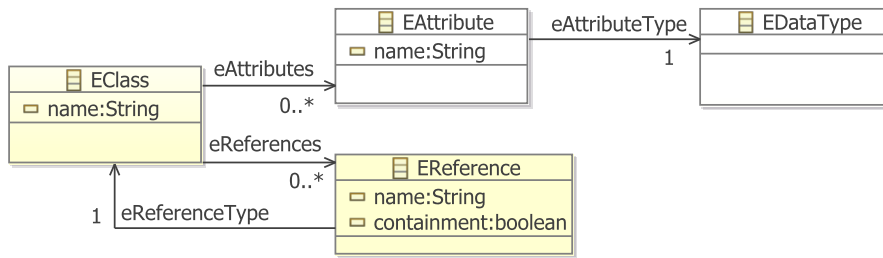 EAttribute
name:String
eAttributeType
1
EDataType
EClass
name:String
eAttributes
0..*
eReferences
0..*
EReference
name:String
containment:boolean
1
eReferenceType